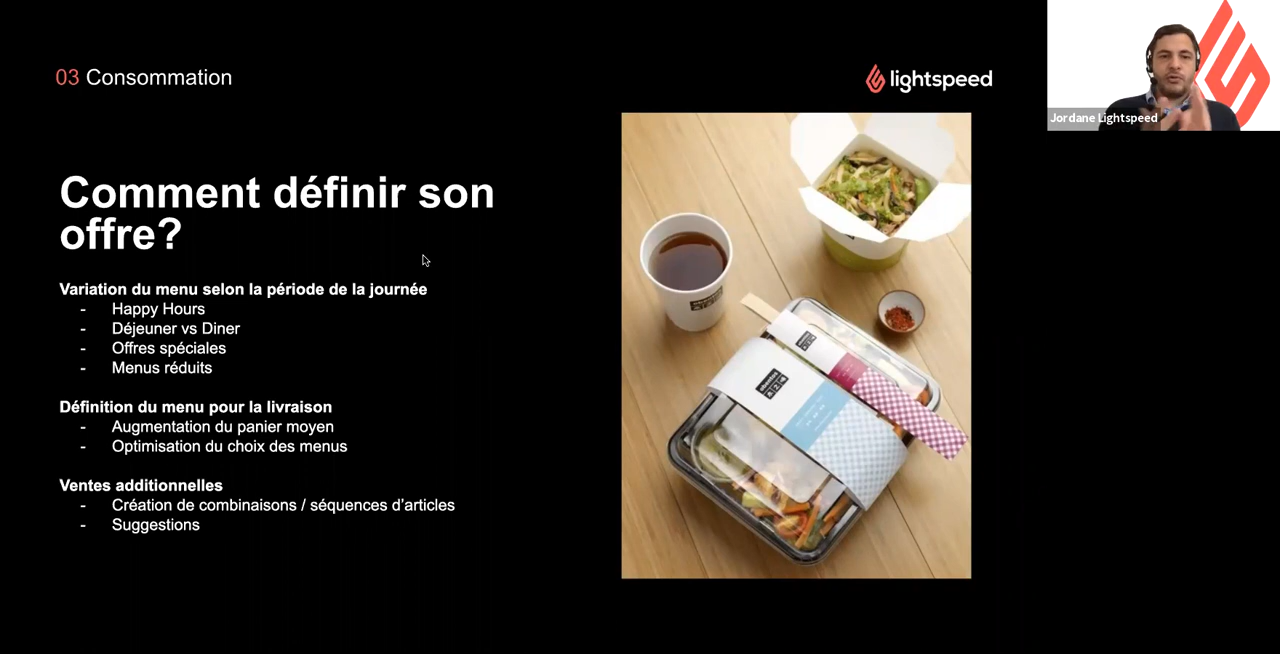 03 Consommation
lightspeed
Jordane Lightspeed
Comment définir son
offre?
Variation du menu selon la période de la journée
- Happy Hours
- Déjeuner vs Diner
- Offres spéciales
- Menus réduits
Définition du menu pour la livraison
- Augmentation du panier moyen
- Optimisation du choix des menus
Ventes additionnelles
- Création de combinaisons / séquences d’articles
- Suggestions